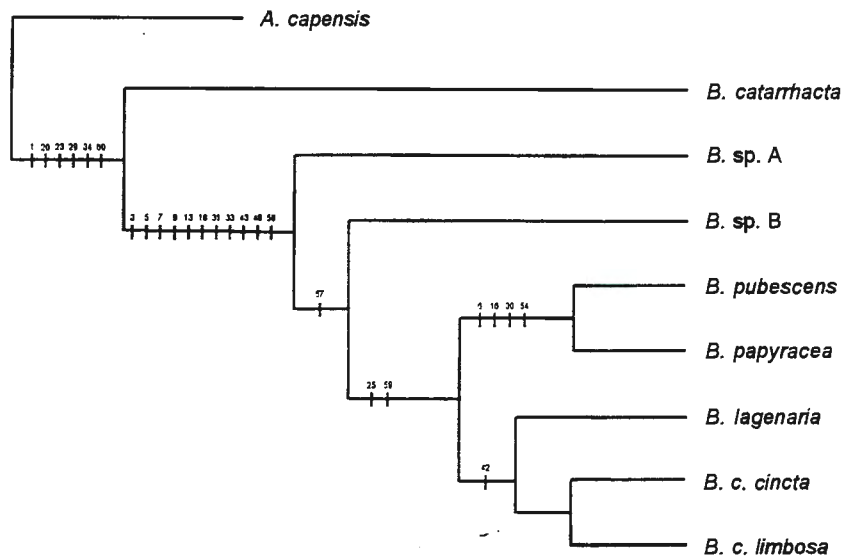 A. capensis
B. catarrhacta
1 20 23 29 34 60
B. sp. A
B. sp. B
3 5 7 9 13 18 31 33 43 48 58
B. pubescens
57
6 16 30 54
B. papyracea
25 59
B. lagenaria
42
B. c. cincta
B. c. limbosa